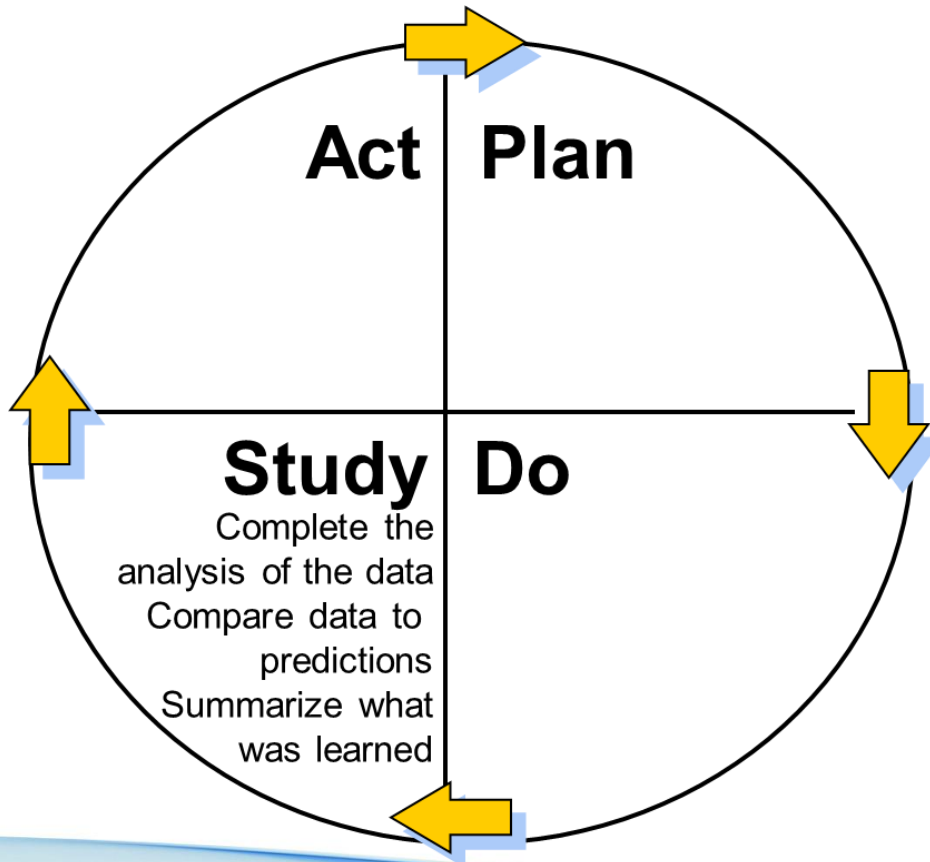 Act
Plan
Study
Do
Complete the
analysis of the data
Compare data to
predictions
Summarize what
was learned